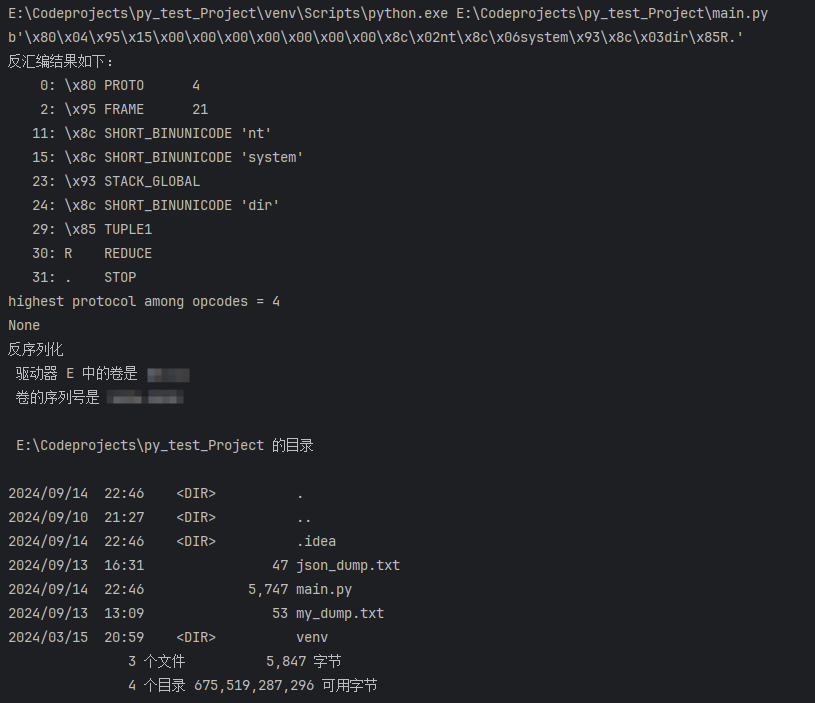 E:\Codeprojects\py_test_Project\venv\Scripts\python.exe E:\Codeprojects\py_test_Project\main.py
b'\x80\x04\x95\x15\x00\x00\x00\x00\x00\x00\x00\x8c\x02nt\x8c\x06system\x93\x8c\x03dir\x85R.'
反汇编结果如下:
0: \x80 PROTO 4
2: \x95 FRAME 21
11: \x8c SHORT_BINUNICODE 'nt'
15: \x8c SHORT_BINUNICODE 'system'
23: \x93 STACK_GLOBAL
24: \x8c SHORT_BINUNICODE 'dir'
29: \x85 TUPLE1
30: R REDUCE
31: . STOP
highest protocol among opcodes = 4
None
反序列化
驱动器 E 中的卷是
卷的序列号是
E:\Codeprojects\py_test_Project 的目录
2024/09/14 22:46 <DIR> .
2024/09/10 21:27 <DIR> ..
2024/09/14 22:46 <DIR> .idea
2024/09/13 16:31 47 json_dump.txt
2024/09/14 22:46 5,747 main.py
2024/09/13 13:09 53 my_dump.txt
2024/03/15 20:59 <DIR> venv
3 个文件 5,847 字节
4 个目录 675,519,287,296 可用字节